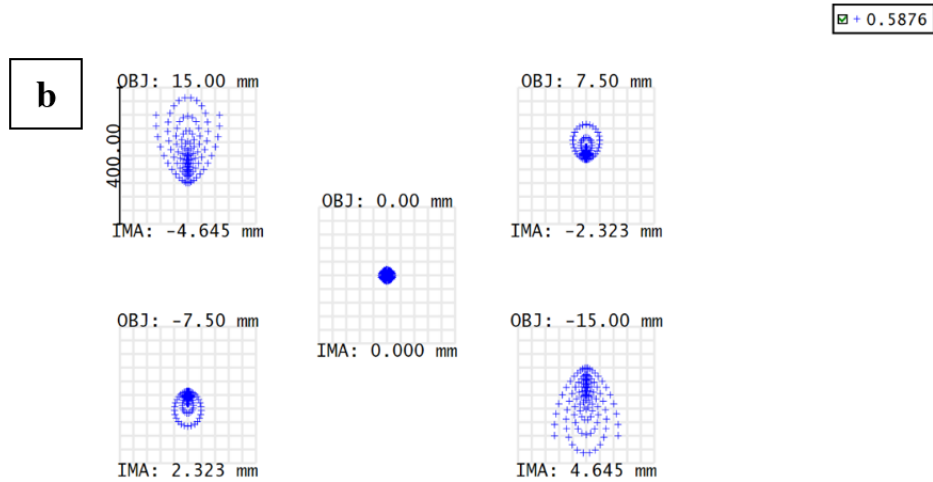 + 0.5876
b
OBJ: 15.00 mm
400.00
IMA: -4.645 mm
OBJ: 7.50 mm
IMA: -2.323 mm
OBJ: 0.00 mm
IMA: 0.000 mm
OBJ: -7.50 mm
IMA: 2.323 mm
OBJ: -15.00 mm
IMA: 4.645 mm